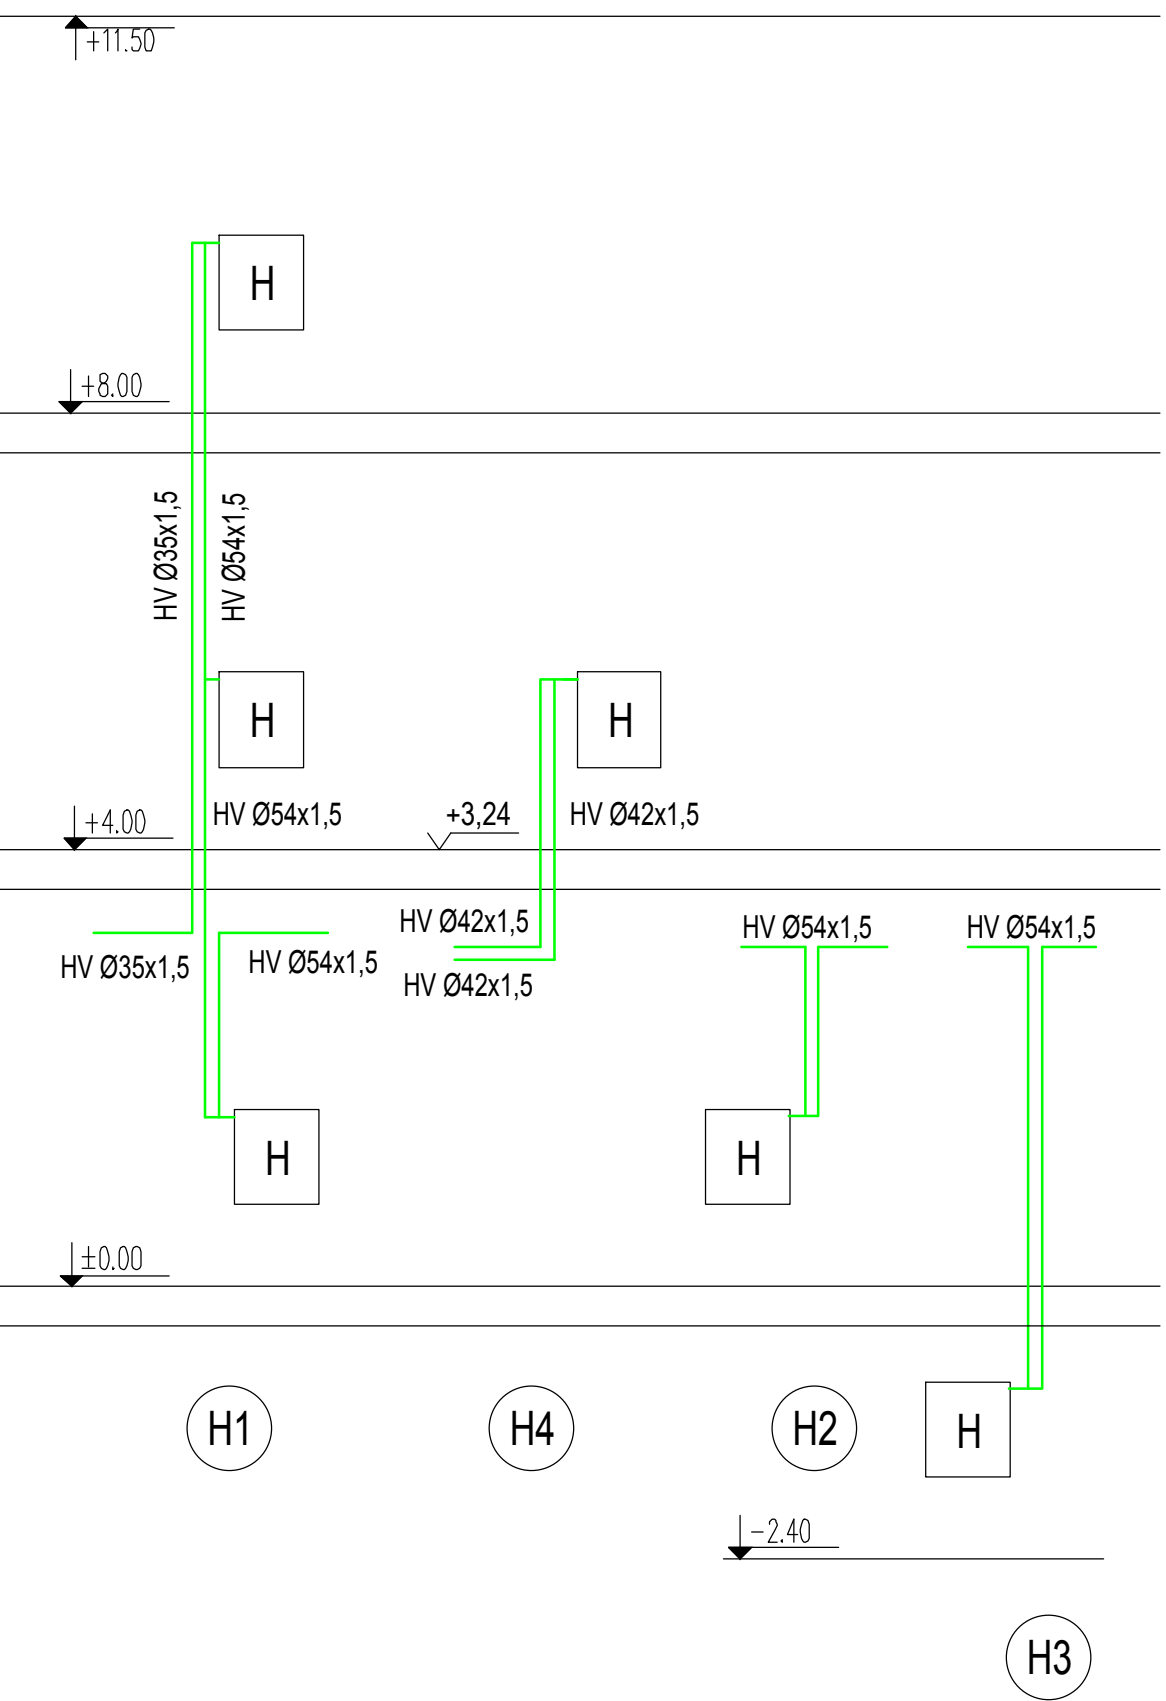 +11.50
H
+8.00
HV Ø35x1,5
HV Ø54x1,5
H
H
+4.00
HV Ø54x1,5
+3,24
HV Ø42x1,5
HV Ø42x1,5
HV Ø54x1,5
HV Ø54x1,5
HV Ø35x1,5
HV Ø54x1,5
HV Ø42x1,5
H
H
±0.00
H1
H4
H2
H
-2.40
H3